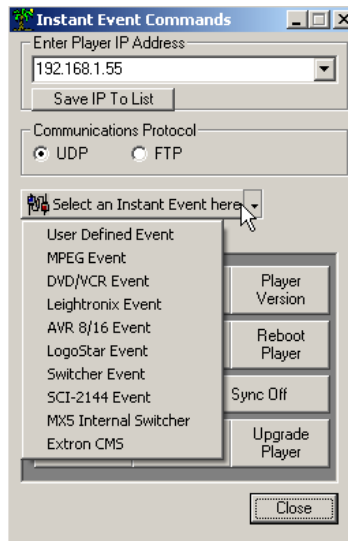 Instant Event Commands
Enter Player IP Address
192.168.1.55
Save IP To List
Communications Protocol
UDP
FTP
Select an Instant Event here
User Defined Event
MPEG Event
DVD/VCR Event
Leightronix Event
AVR 8/16 Event
LogoStar Event
Switcher Event
SCI-2144 Event
MX5 Internal Switcher
Extron CMS
Player
Version
Reboot
Player
Sync Off
Upgrade
Player
Close